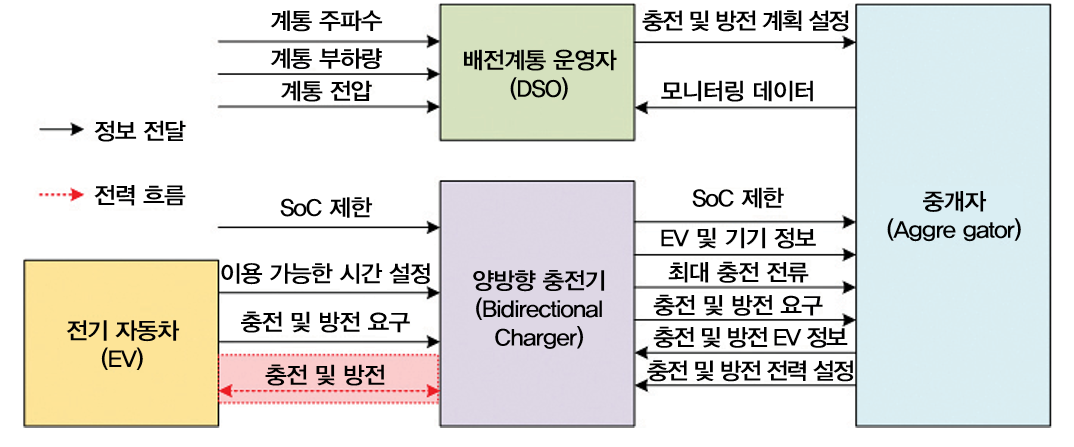 계통 주파수
계통 부하량
계통 전압
배전계통 운영자
(DSO)
충전 및 방전 계획 설정
모니터링 데이터
정보 전달
전력 흐름
SoC 제한
이용 가능한 시간 설정
충전 및 방전 요구
충전 및 방전
전기 자동차
(EV)
양방향 충전기
(Bidirectional
Charger)
SoC 제한
EV 및 기기 정보
최대 충전 전류
충전 및 방전 요구
충전 및 방전 EV 정보
충전 및 방전 전력 설정
중개자
(Aggre gator)